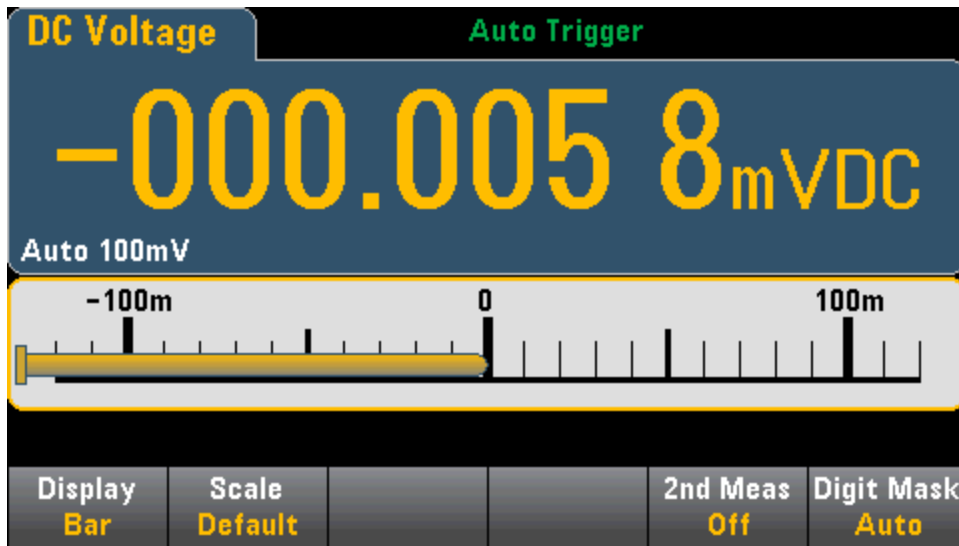 DC Voltage Auto Trigger
-000.005 8mVDC
Auto 100mV
-100m 0 100m
Display Scale 2nd Meas Digit Mask
Bar Default Off Auto